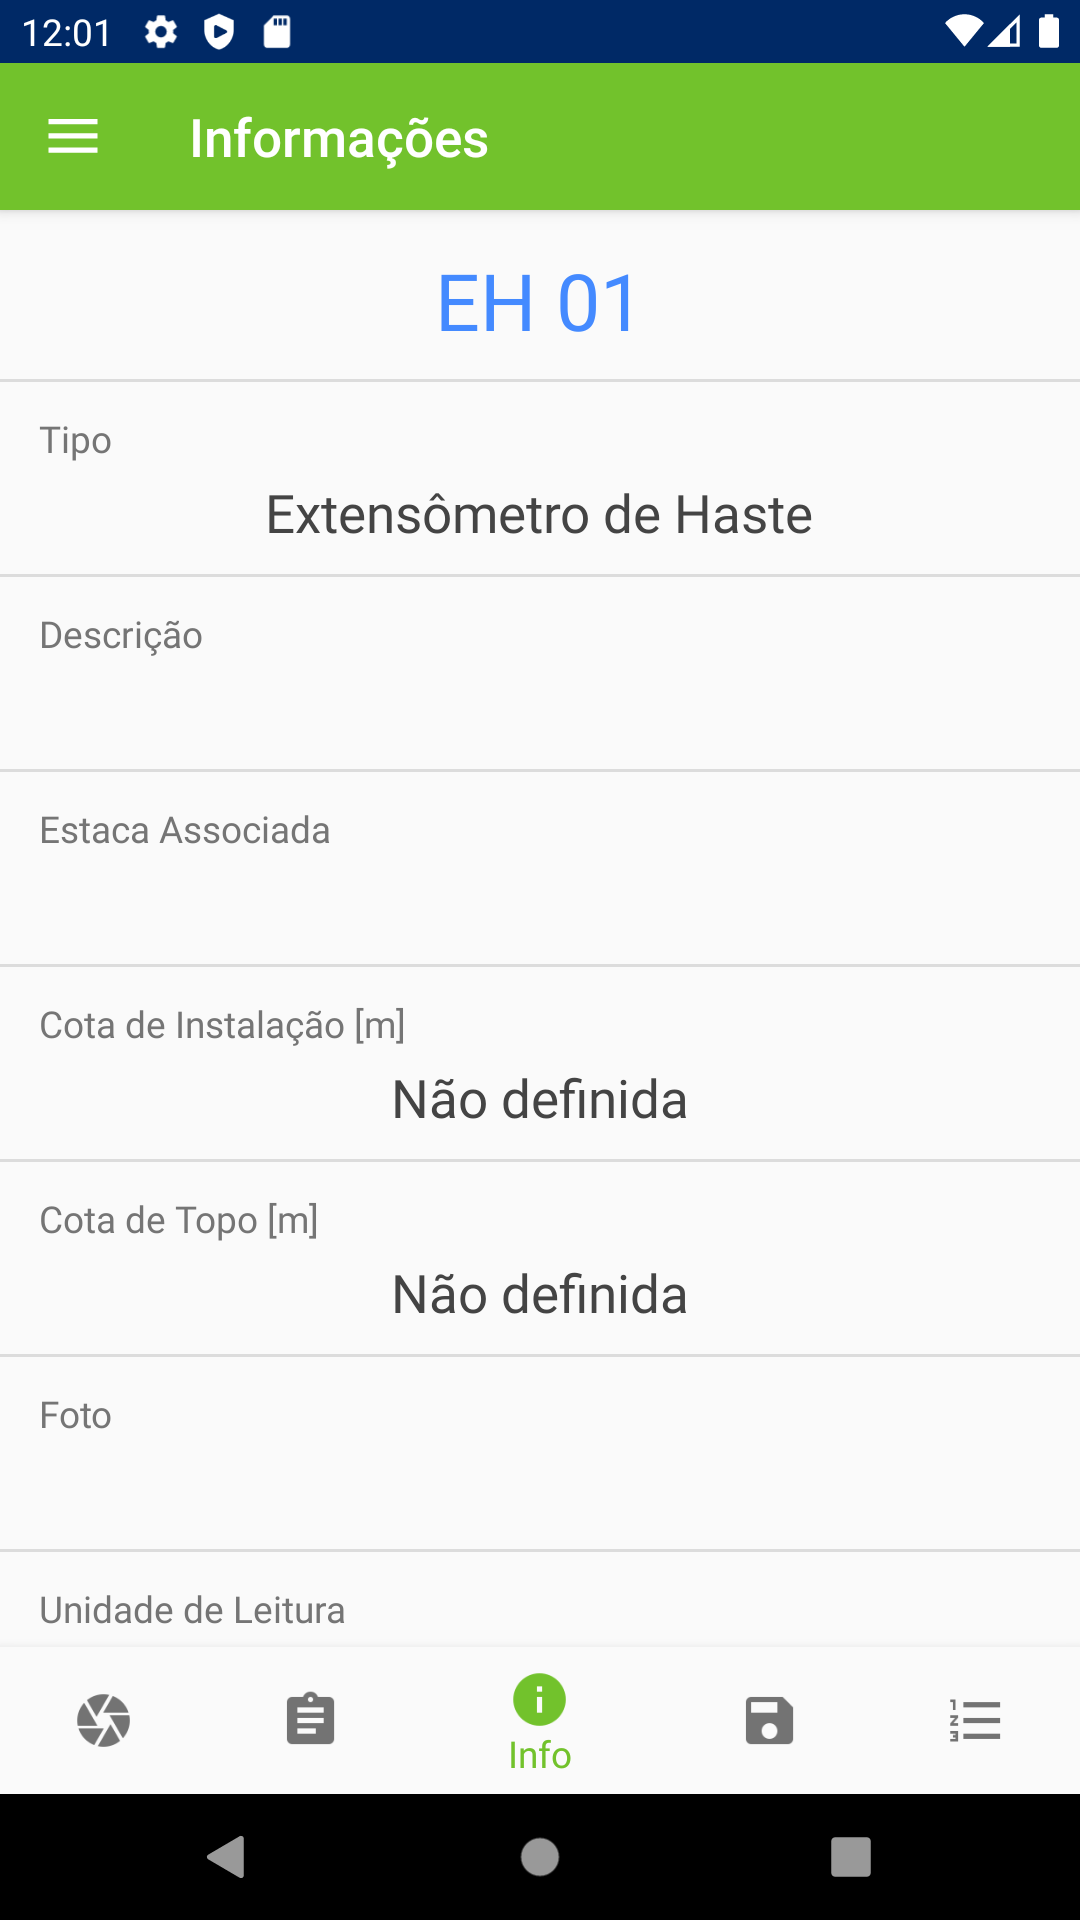 12:01
Informações
EH 01
Tipo
Extensômetro de Haste
Descrição
Estaca Associada
Cota de Instalação [m]
Não definida
Cota de Topo [m]
Não definida
Foto
Unidade de Leitura
Info